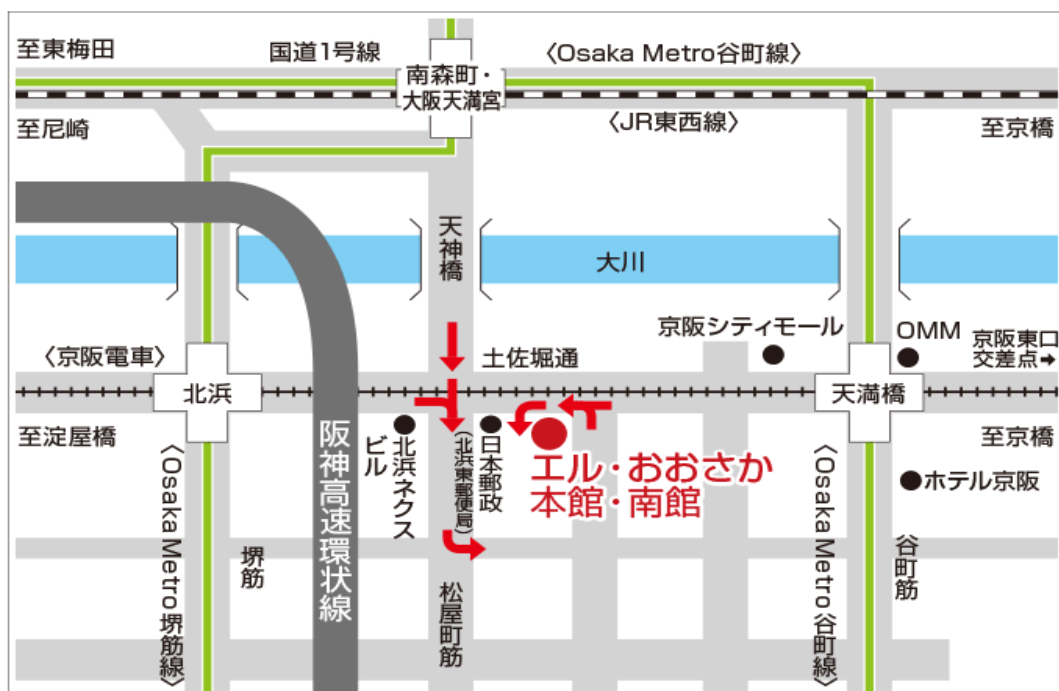 至東梅田
国道1号線
〈Osaka Metro谷町線〉
南森町・
大阪天満宮
至尼崎
〈JR東西線〉
至京橋
天神橋
大川
京阪シティモール
OMM
京阪東口
交差点➡
〈京阪電車〉
土佐堀通
北浜
天満橋
至淀屋橋
至京橋
北浜ネクス
ビル
(北浜東郵便局)
日本郵政
エル・おおさか
本館・南館
ホテル京阪
阪神高速環状線
〈Osaka Metro堺筋線〉
堺筋
松屋町筋
〈Osaka Metro谷町線〉
谷町筋